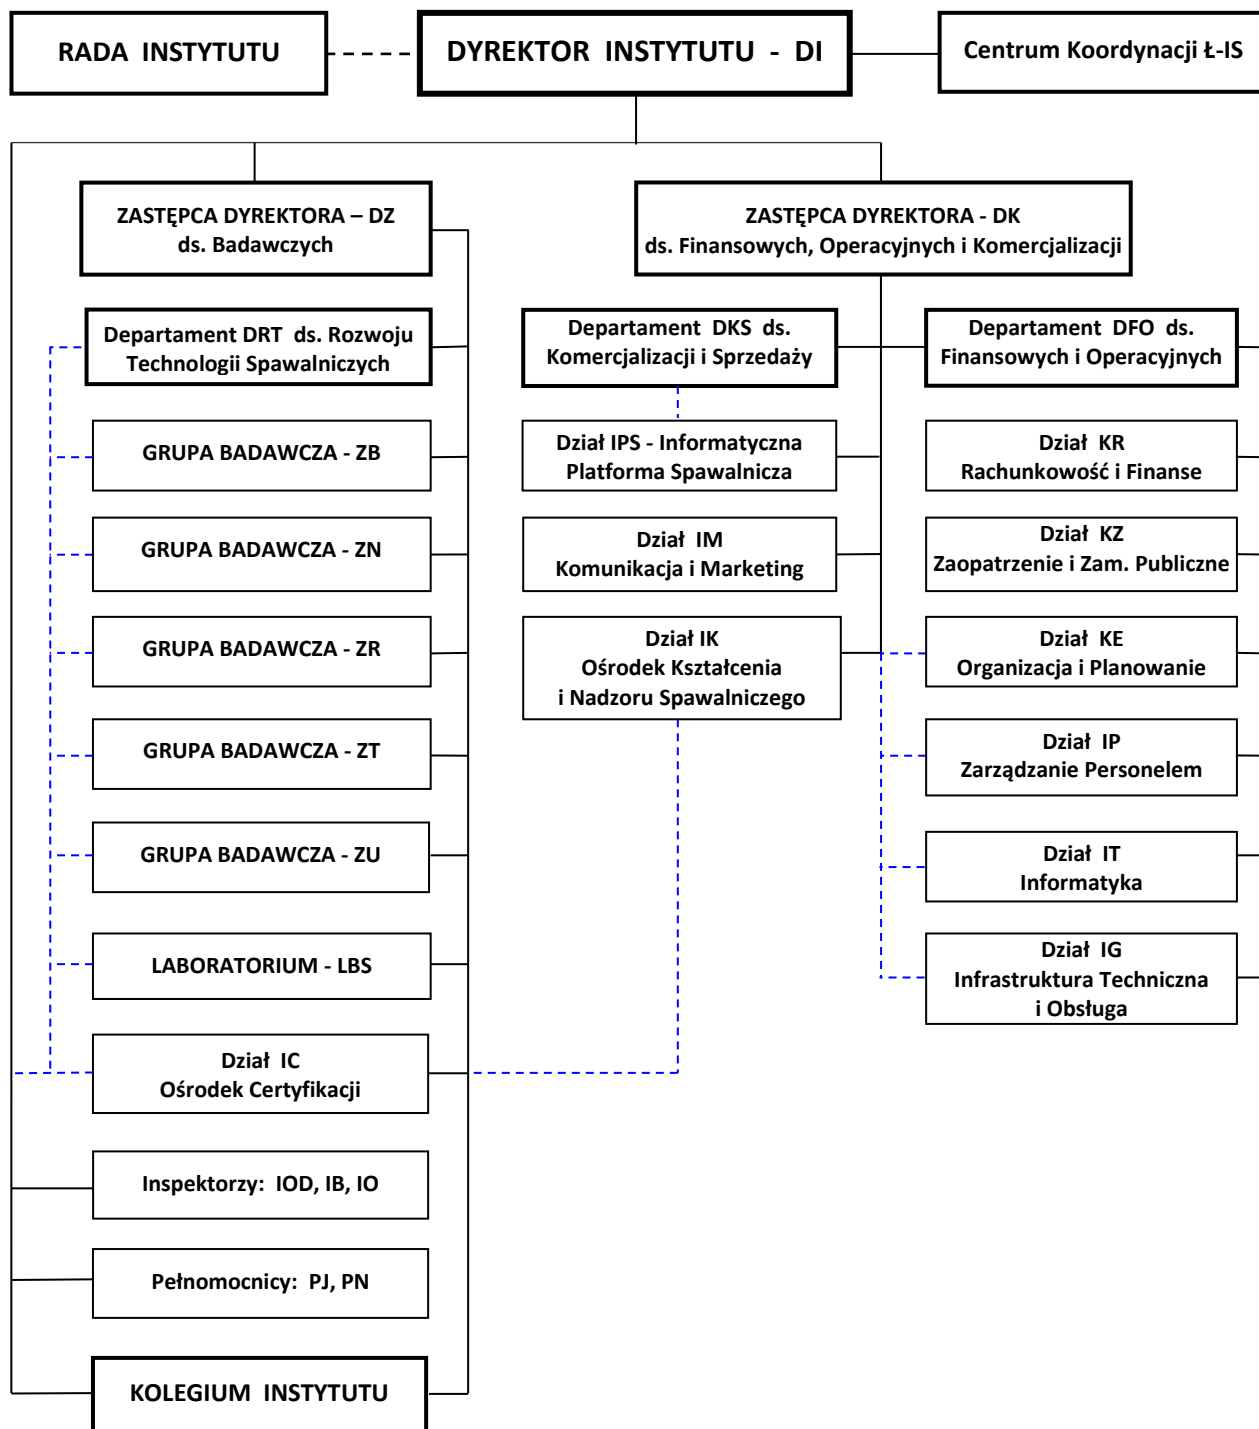 RADA INSTYTUTU
DYREKTOR INSTYTUTU - DI
Centrum Koordynacji Ł-IS
ZASTĘPCA DYREKTORA – DZ
ds. Badawczych
ZASTĘPCA DYREKTORA - DK
ds. Finansowych, Operacyjnych i Komercjalizacji
Departament DRT ds. Rozwoju
Technologii Spawalniczych
Departament DKS ds.
Komercjalizacji i Sprzedaży
Departament DFO ds.
Finansowych i Operacyjnych
GRUPA BADAWCZA - ZB
Dział IPS - Informatyczna
Platforma Spawalnicza
Dział KR
Rachunkowość i Finanse
GRUPA BADAWCZA - ZN
Dział IM
Komunikacja i Marketing
Dział KZ
Zaopatrzenie i Zam. Publiczne
GRUPA BADAWCZA - ZR
Dział IK
Ośrodek Kształcenia
i Nadzoru Spawalniczego
Dział KE
Organizacja i Planowanie
GRUPA BADAWCZA - ZT
Dział IP
Zarządzanie Personelem
GRUPA BADAWCZA - ZU
Dział IT
Informatyka
LABORATORIUM - LBS
Dział IG
Infrastruktura Techniczna
i Obsługa
Dział IC
Ośrodek Certyfikacji
Inspektorzy: IOD, IB, IO
Pełnomocnicy: PJ, PN
KOLEGIUM INSTYTUTU